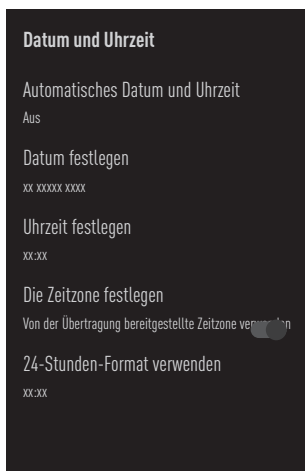 Datum und Uhrzeit
Automatisches Datum und Uhrzeit
Aus
Datum festlegen
xx xxxxx xxxx
Uhrzeit festlegen
xx:xx
Die Zeitzone festlegen
Von der Übertragung bereitgestellte Zeitzone
24-Stunden-Format verwenden
xx:xx